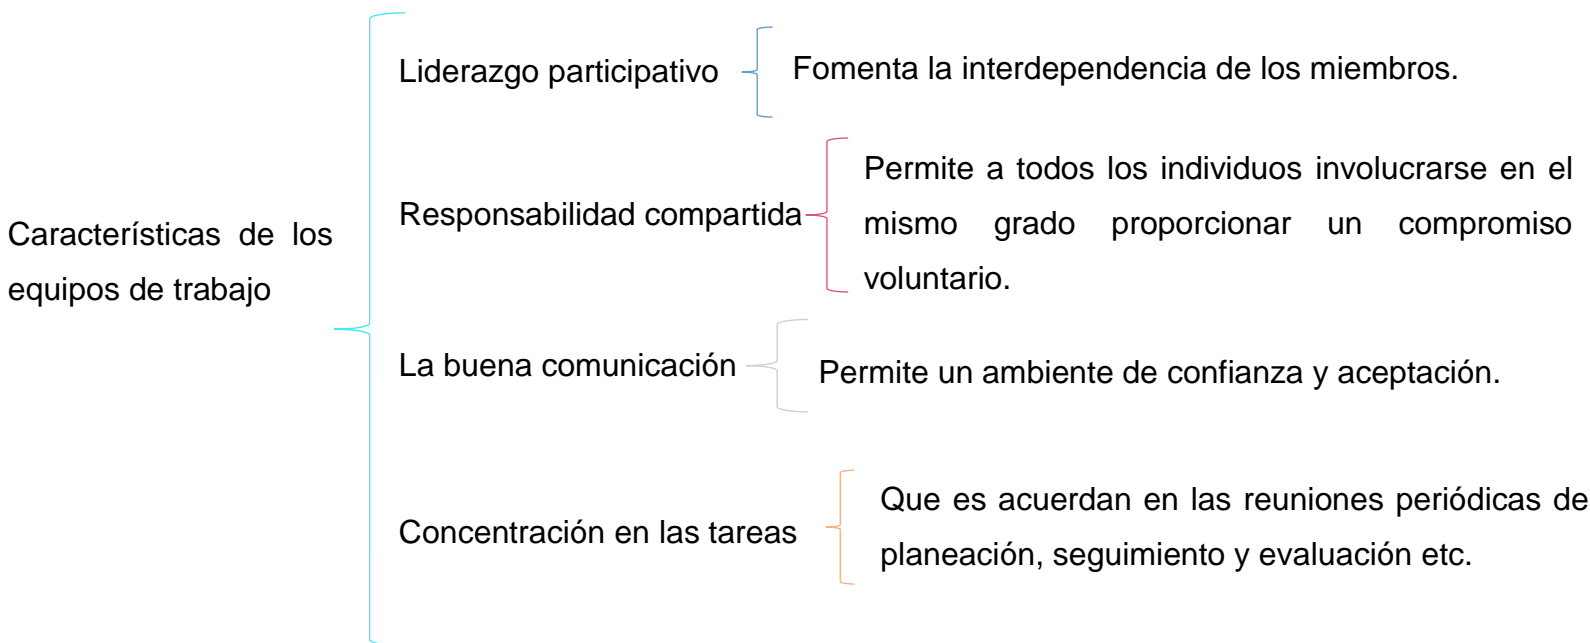 Características de los
equipos de trabajo
Liderazgo participativo
Fomenta la interdependencia de los miembros.
Responsabilidad compartida
Permite a todos los individuos involucrarse en el
mismo grado proporcionar un compromiso
voluntario.
La buena comunicación
Permite un ambiente de confianza y aceptación.
Concentración en las tareas
Que es acuerdan en las reuniones periódicas de
planeación, seguimiento y evaluación etc.